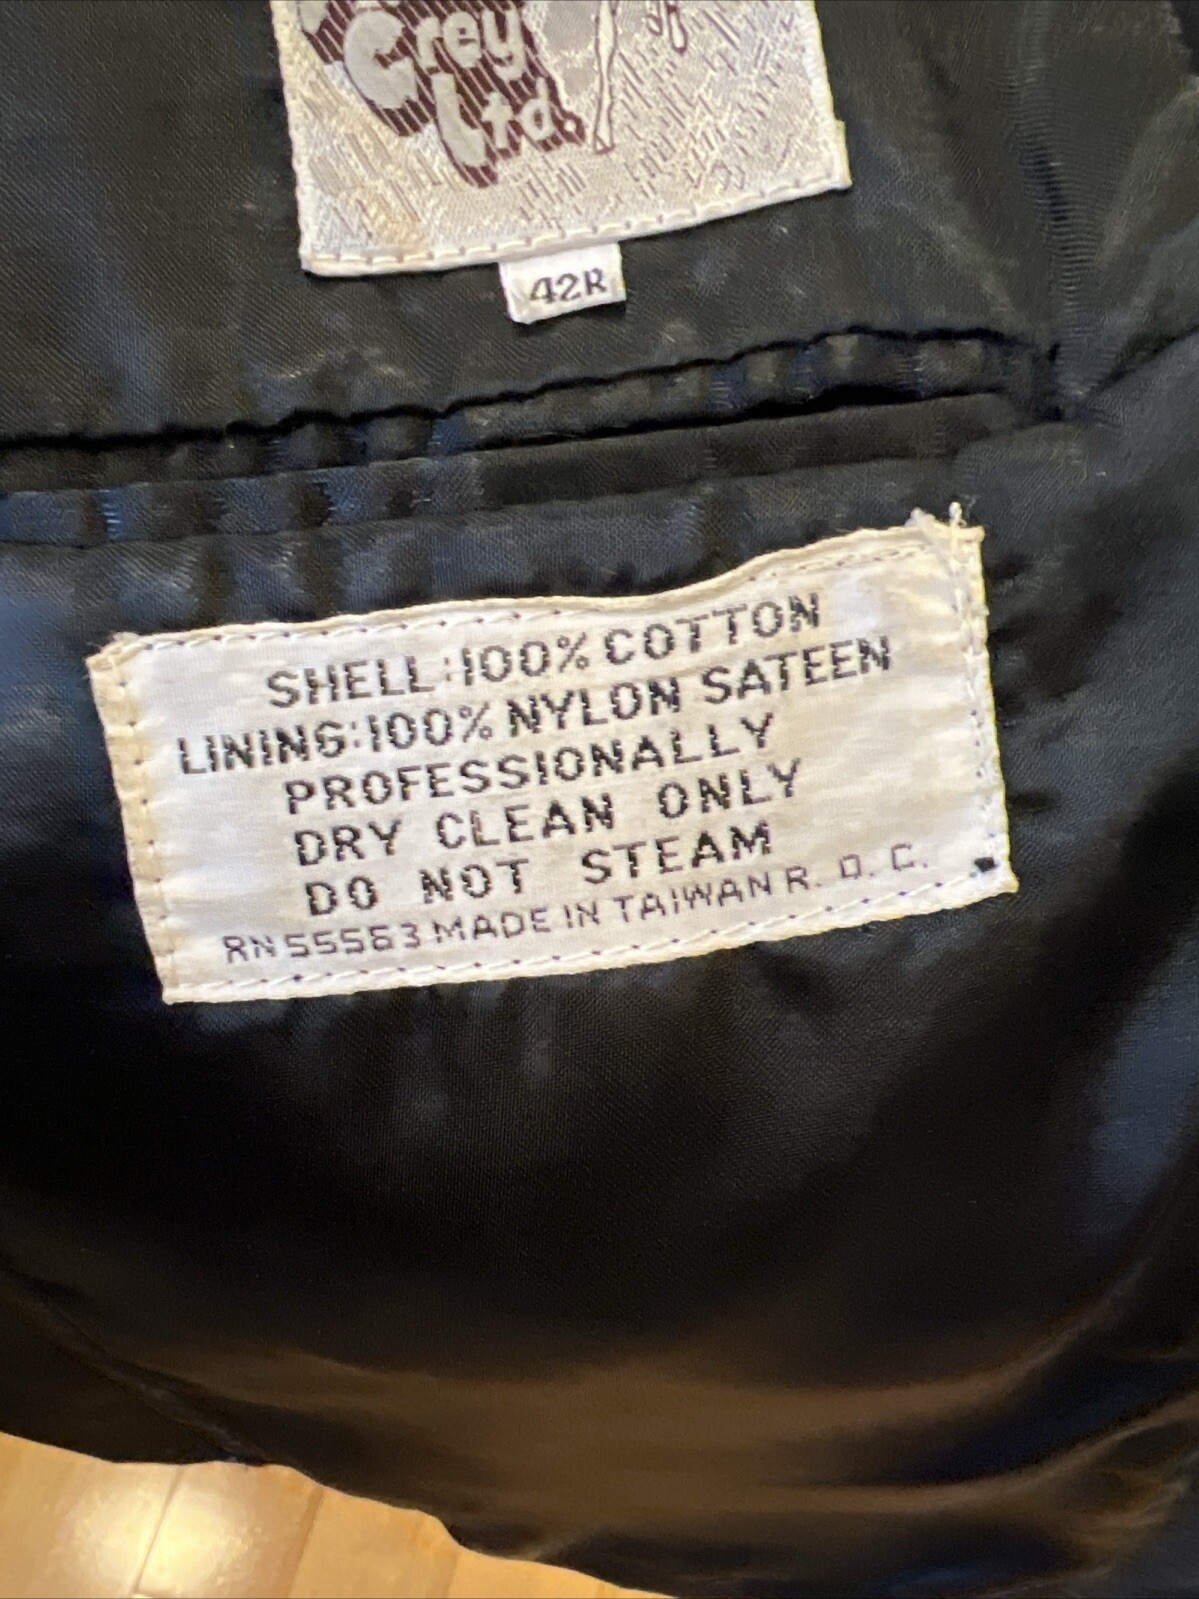 Grey
Ltd.
42R
SHELL:100% COTTON
LINING:100% NYLON SATEEN
PROFESSIONALLY
DRY CLEAN ONLY
DO NOT STEAM
RN 55563 MADE IN TAIWAN R. O. C.